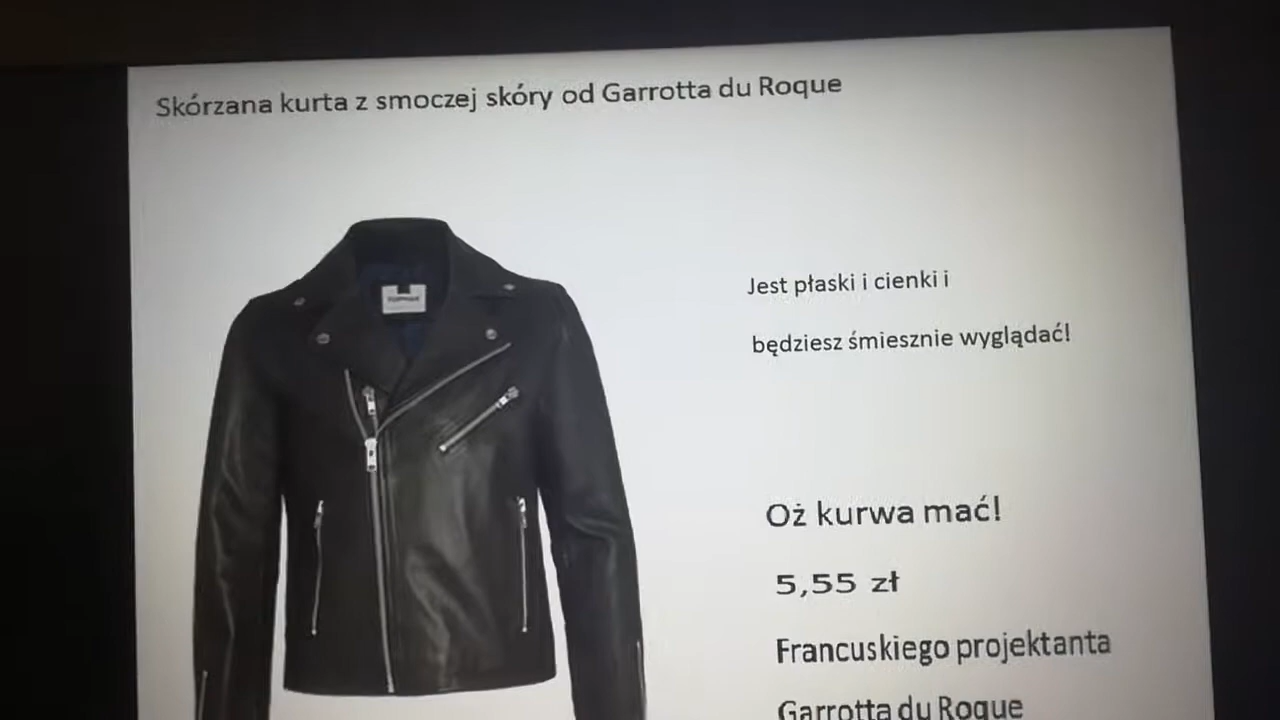 Skórzana kurta z smoczej skóry od Garrotta du Roque
Jest płaski i cienki i
będziesz śmiesznie wyglądać!
Oż kurwa mać!
5,55 zł
Francuskiego projektanta
Garrotta du Roque